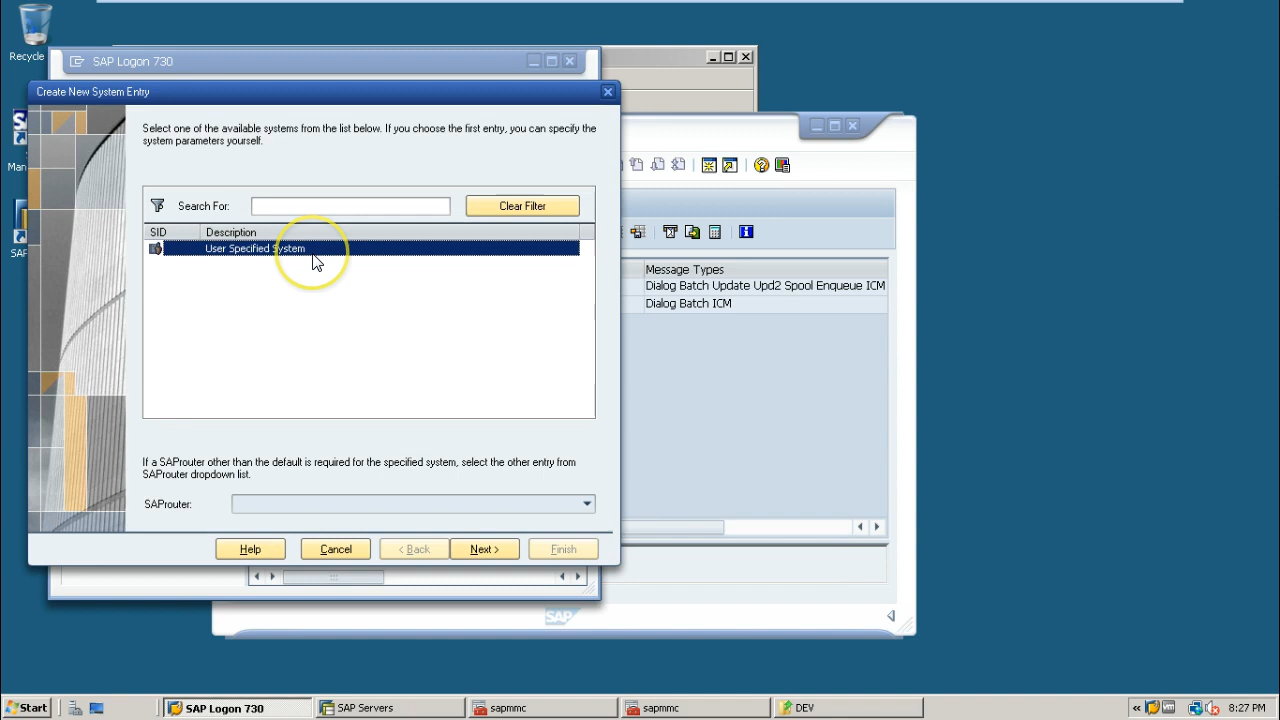 Recycle
SAP Logon 730
Create New System Entry
Man
SAP
Select one of the available systems from the list below. If you choose the first entry, you can specify the
system parameters yourself.
Search For:
Clear Filter
SID Description
User Specified System
Message Types
Dialog Batch Update Upd2 Spool Enqueue ICM
Dialog Batch ICM
If a SAProuter other than the default is required for the specified system, select the other entry from
SAProuter dropdown list.
SAProuter:
Help Cancel < Back Next > Finish
SAP
Start SAP Logon 730 SAP Servers sapmmc sapmmc DEV « 8:27 PM